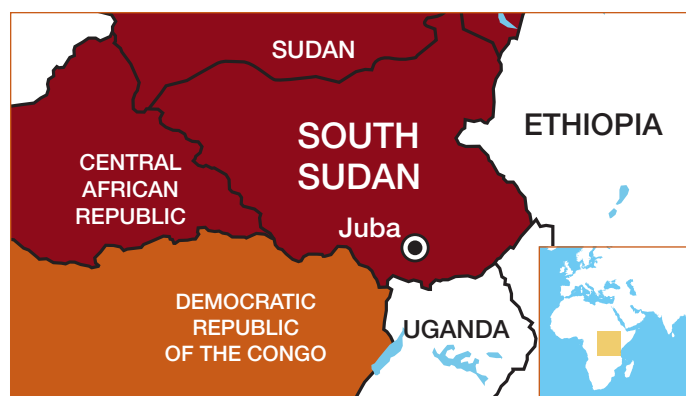 SUDAN
SOUTH
SUDAN
ETHIOPIA
CENTRAL
AFRICAN
REPUBLIC
Juba
DEMOCRATIC
REPUBLIC
OF THE CONGO
UGANDA